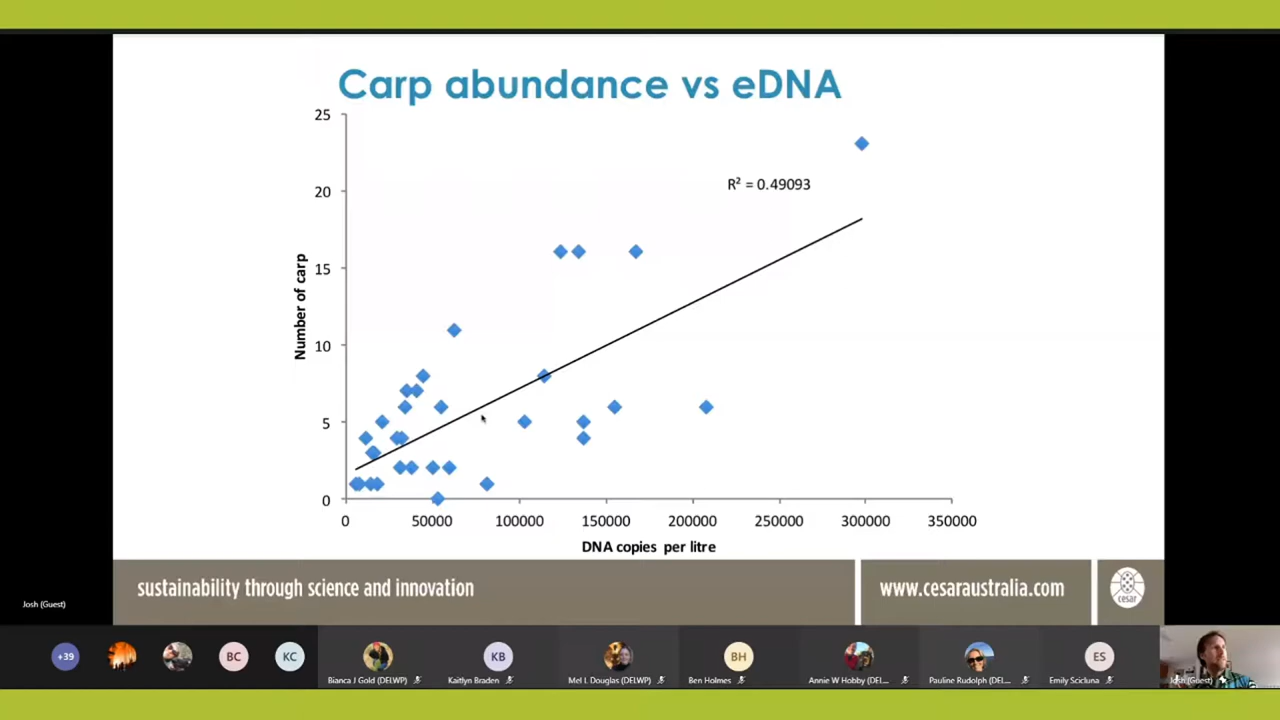 Carp abundance vs eDNA
25
20
15
10
5
0
Number of carp
R² = 0.49093
0 50000 100000 150000 200000 250000 300000 350000
DNA copies per litre
sustainability through science and innovation
www.cesaraustralia.com
cesar
Josh (Guest)
+39
BC
KC
KB
BH
ES
Bianca J Gold (DELWP)
Kaitlyn Braden
Mel I. Douglas (DELWP)
Ben Holmes
Annie W Hobby (DEL...
Pauline Rudolph (DEL...
Emily Scicluna
Josh (Guest)